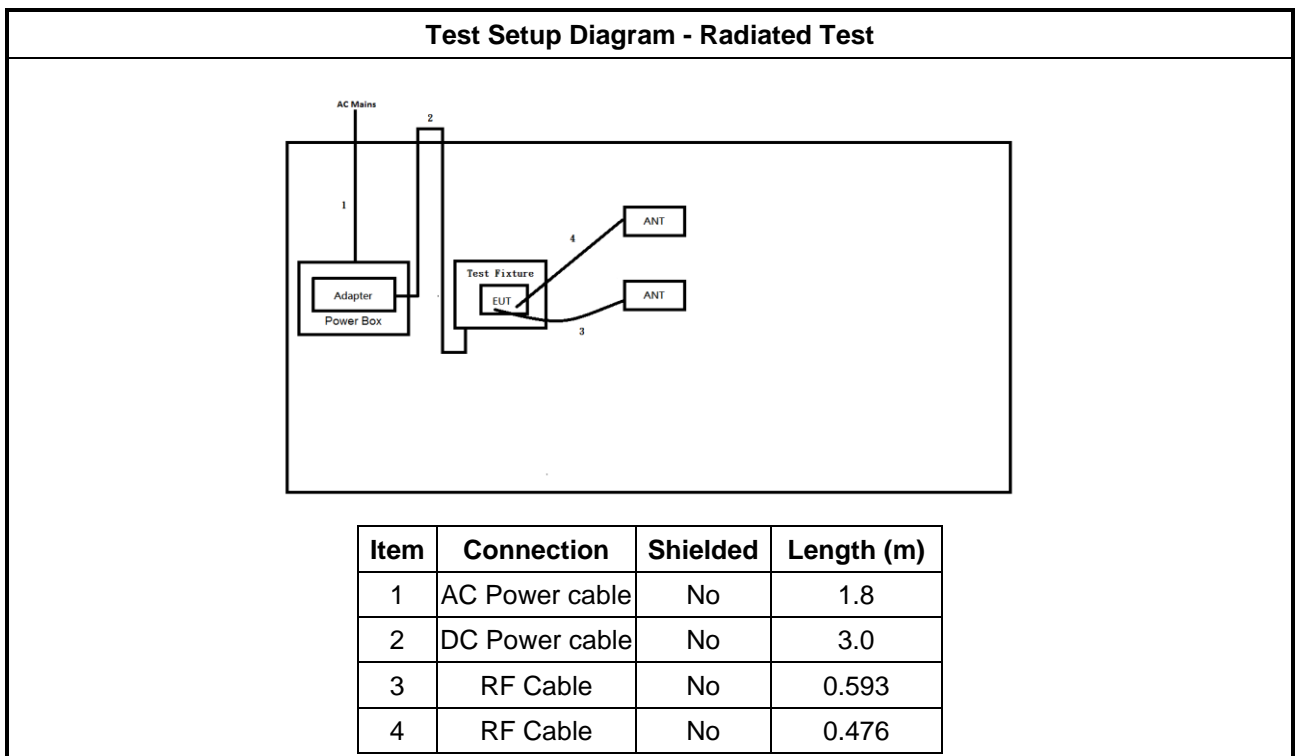 Test Setup Diagram - Radiated Test
AC Mains
2
1
4
ANT
Test Fixture
EUT
Adapter
Power Box
ANT
3
Item Connection Shielded Length (m)
1 AC Power cable No 1.8
2 DC Power cable No 3.0
3 RF Cable No 0.593
4 RF Cable No 0.476